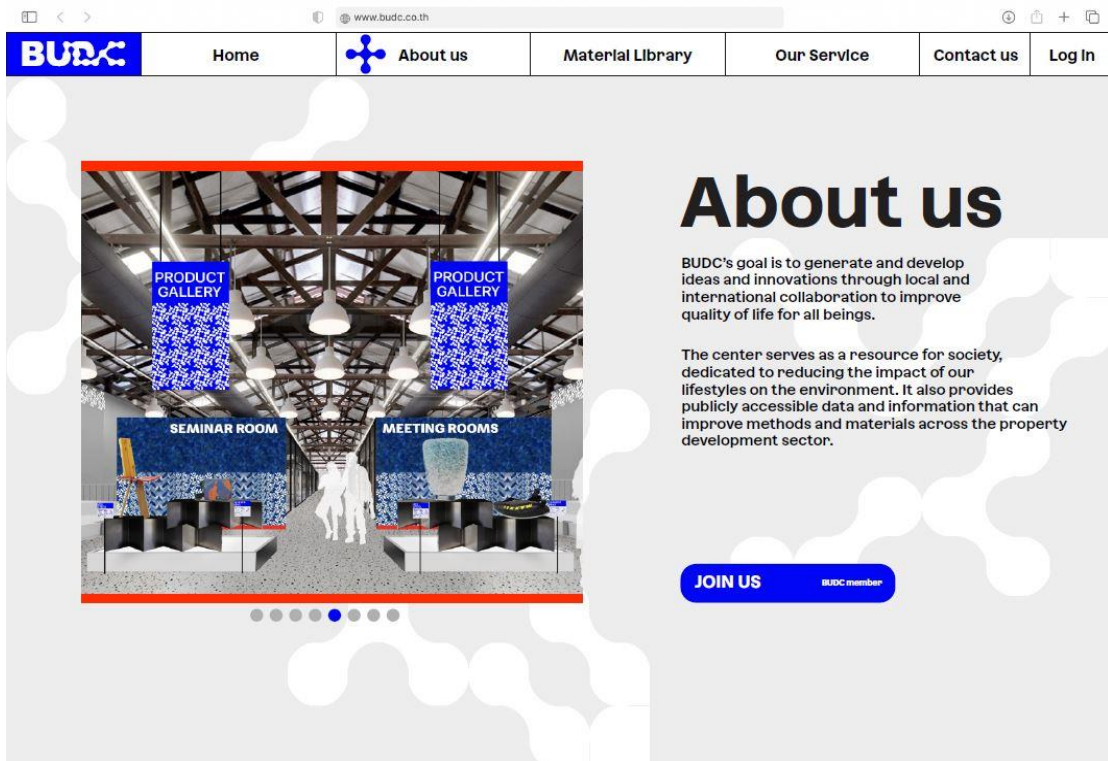 www.budc.co.th
BUDC
Home
About us
Material Library
Our Service
Contact us
Log in
PRODUCT
GALLERY
PRODUCT
GALLERY
SEMINAR ROOM
MEETING ROOMS
About us
BUDC's goal is to generate and develop
ideas and innovations through local and
international collaboration to improve
quality of life for all beings.
The center serves as a resource for society,
dedicated to reducing the impact of our
lifestyles on the environment. It also provides
publicly accessible data and information that can
improve methods and materials across the property
development sector.
JOIN US
BUDC member